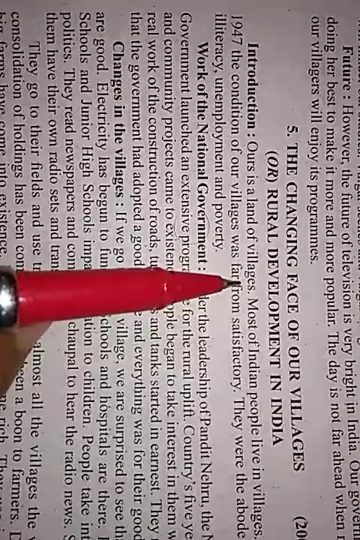 Future : However, the future of television is very bright in India. Our
doing her best to make it more and more popular. The day is not far ahead when
our villagers will enjoy its programmes.
5. THE CHANGING FACE OF OUR VILLAGES
(OR) RURAL DEVELOPMENT IN INDIA (20
Introduction : Ours is a land of villages. Most of Indian people live in villages.
1947 the condition of our villages was far from satisfactory. They were the abode
illiteracy, unemployment and poverty.
Work of the National Government : the leadership of Pandit Nehru, the N
Government launched an extensive for the rural uplift. Country's five ye
and community projects came to began to take interest in them w
real work of the construction of rods, and tanks started in earnest. They
that the government had adopted a good and everything was for their good
Changes in the villages : If we go village, we are surprised to see th
are good. Electricity has begun to schools and hospitals are there.
Schools and Junior High Schools to children. People take int
politics. They read newspapers and chaupal to hear the radio news. S
them have their own radio sets and
They go to their fields and use almost all the villages the
consolidation of holdings has been a boon to farmers. D
have come into existence.